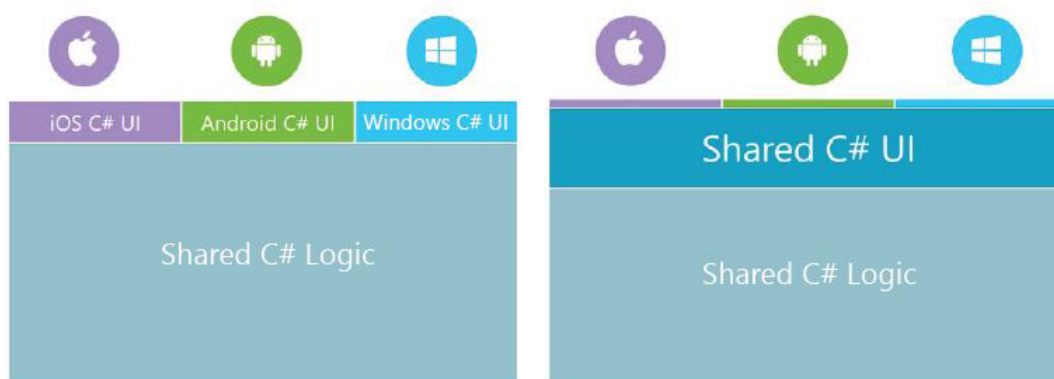 iOS C# UI
Android C# UI
Windows C# UI
Shared C# Logic
Shared C# UI
Shared C# Logic